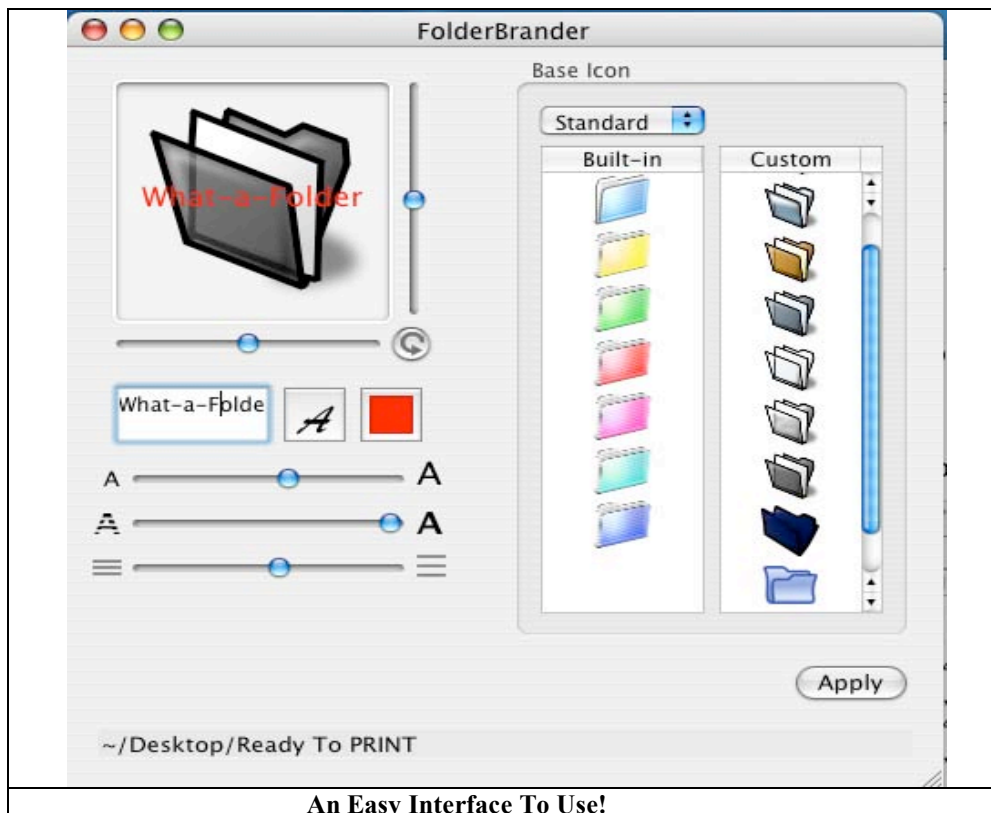 FolderBrander
What-a-Folder
What-a-Folde
A A
A A
Base Icon
Standard
Built-in Custom
Apply
~/Desktop/Ready To PRINT
An Easy Interface To Use!